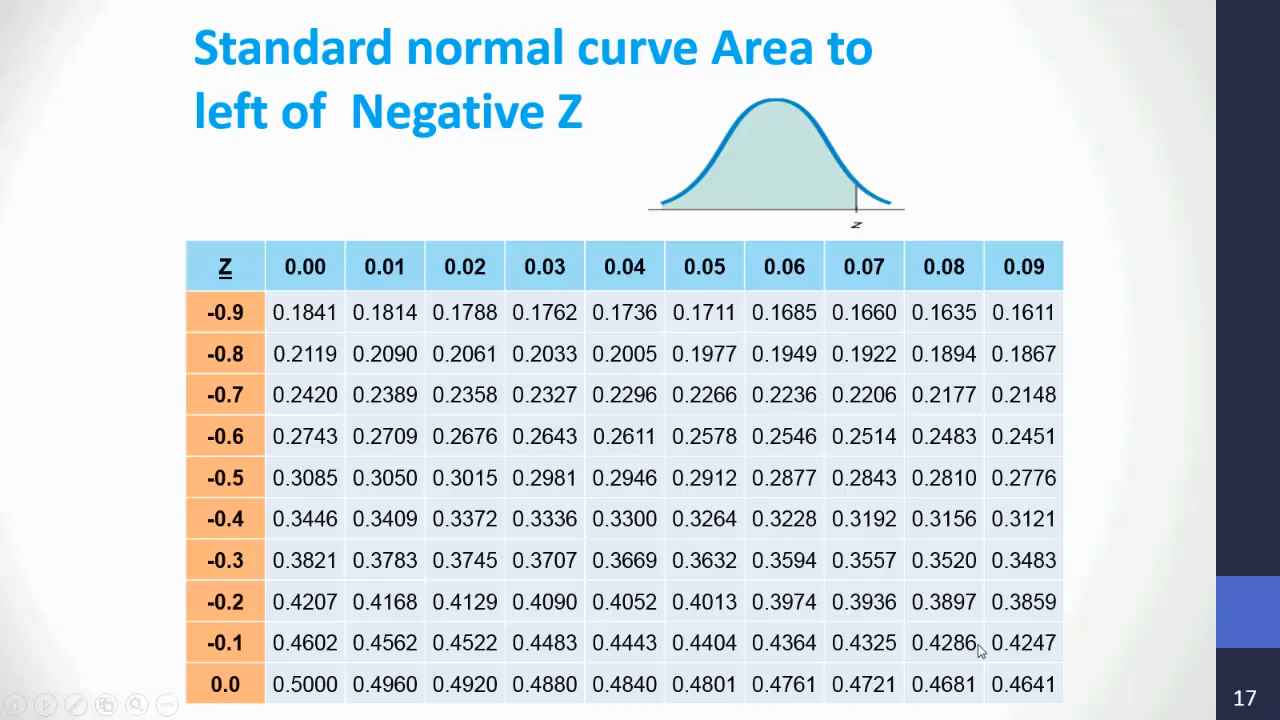 Standard normal curve Area to
left of Negative Z
z
Z 0.00 0.01 0.02 0.03 0.04 0.05 0.06 0.07 0.08 0.09
-0.9 0.1841 0.1814 0.1788 0.1762 0.1736 0.1711 0.1685 0.1660 0.1635 0.1611
-0.8 0.2119 0.2090 0.2061 0.2033 0.2005 0.1977 0.1949 0.1922 0.1894 0.1867
-0.7 0.2420 0.2389 0.2358 0.2327 0.2296 0.2266 0.2236 0.2206 0.2177 0.2148
-0.6 0.2743 0.2709 0.2676 0.2643 0.2611 0.2578 0.2546 0.2514 0.2483 0.2451
-0.5 0.3085 0.3050 0.3015 0.2981 0.2946 0.2912 0.2877 0.2843 0.2810 0.2776
-0.4 0.3446 0.3409 0.3372 0.3336 0.3300 0.3264 0.3228 0.3192 0.3156 0.3121
-0.3 0.3821 0.3783 0.3745 0.3707 0.3669 0.3632 0.3594 0.3557 0.3520 0.3483
-0.2 0.4207 0.4168 0.4129 0.4090 0.4052 0.4013 0.3974 0.3936 0.3897 0.3859
-0.1 0.4602 0.4562 0.4522 0.4483 0.4443 0.4404 0.4364 0.4325 0.4286 0.4247
0.0 0.5000 0.4960 0.4920 0.4880 0.4840 0.4801 0.4761 0.4721 0.4681 0.4641
17